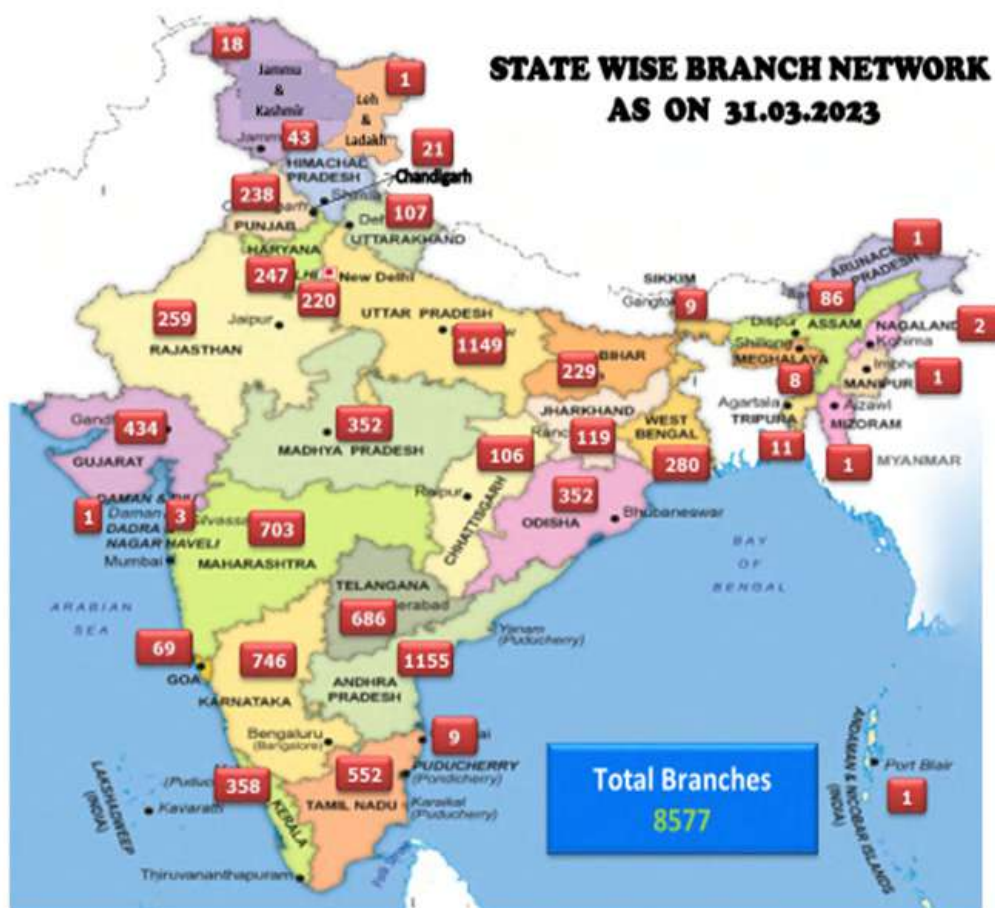 STATE WISE BRANCH NETWORK
AS ON 31.03.2023
18
Jammu
&
Kashmir
1
Leh
&
Ladakh
43
HIMACHAL
PRADESH
21
Chandigarh
238
PUNJAB
107
UTTARAKHAND
HARYANA
247
New Delhi
220
259
Jaipur
RAJASTHAN
UTTAR PRADESH
1149
SIKKIM
9
1
ARUNACH
PRADESH
86
Dispur
ASSAM
NAGALAND
2
Kohima
Shillong
MEGHALAYA
8
Imph
MANIPUR
1
BIHAR
229
Agartala
TRIPURA
11
Aizawl
MIZORAM
1
MYANMAR
434
GUJARAT
352
MADHYA PRADESH
JHARKHAND
119
WEST
BENGAL
280
106
Raipur
CHHATTISGARH
352
ODISHA
Bhubaneswar
DAMAN & DIU
1
Daman
3
Silvassa
DADRA
NAGAR HAVELI
Mumbai
703
MAHARASHTRA
BAY
OF
BENGAL
ARABIAN
SEA
TELANGANA
erabad
686
Yanam
(Puducherry)
69
GOA
746
KARNATAKA
1155
ANDHRA
PRADESH
Bengaluru
(Bangalore)
9
ai
PUDUCHERRY
(Pondicherry)
358
552
TAMIL NADU
Karaikal
(Puducherry)
KERALA
LAKSHADWEEP
(INDIA)
Kavaratti
Thiruvananthapuram
Total Branches
8577
ANDAMAN & NICOBAR ISLANDS
(INDIA)
Port Blair
1